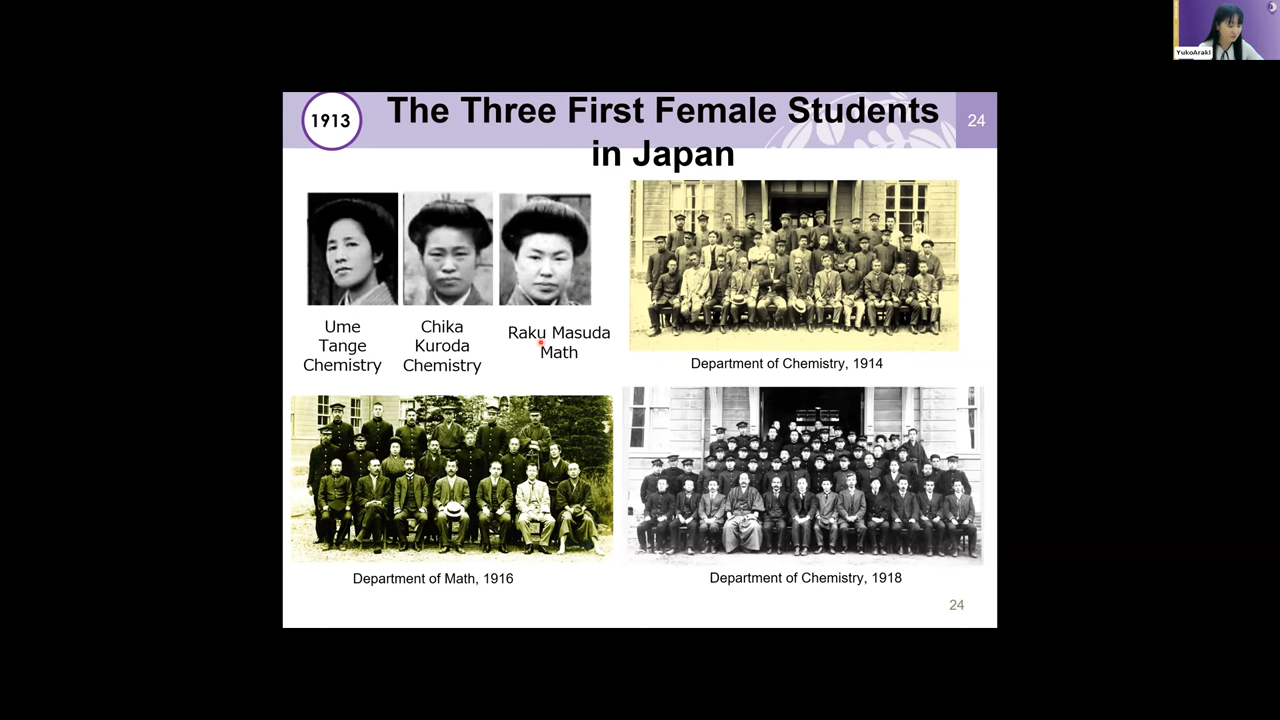 YukoAraki
1913
The Three First Female Students
in Japan
24
Ume
Tange
Chemistry
Chika
Kuroda
Chemistry
Raku Masuda
Math
Department of Chemistry, 1914
Department of Math, 1916
Department of Chemistry, 1918
24